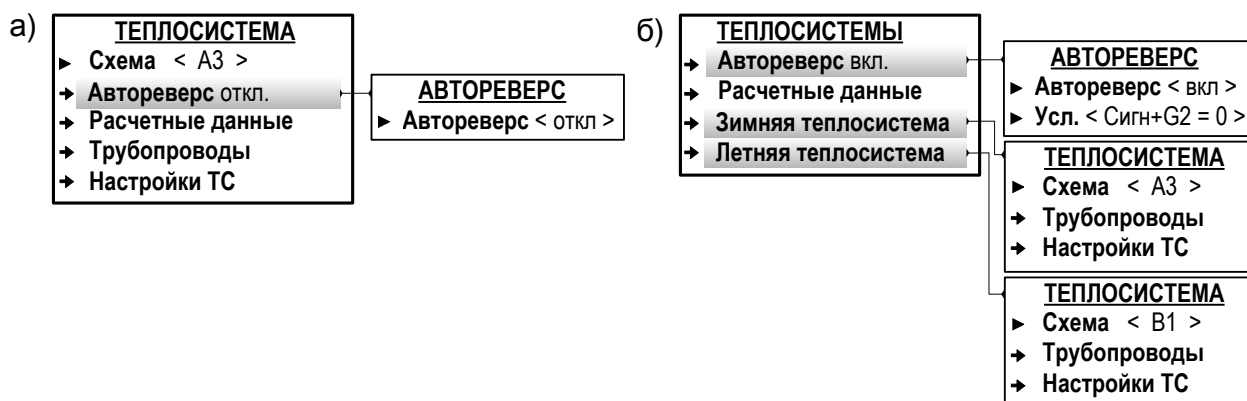 а)
ТЕПЛОСИСТЕМА
Схема < А3 >
Автореверс откл.
Расчетные данные
Трубопроводы
Настройки ТС
АВТОРЕВЕРС
Автореверс < откл >
б)
ТЕПЛОСИСТЕМЫ
Автореверс вкл.
Расчетные данные
Зимняя теплосистема
Летняя теплосистема
АВТОРЕВЕРС
Автореверс < вкл >
Усл. < Сигн+G2 = 0 >
ТЕПЛОСИСТЕМА
Схема < А3 >
Трубопроводы
Настройки ТС
ТЕПЛОСИСТЕМА
Схема < В1 >
Трубопроводы
Настройки ТС